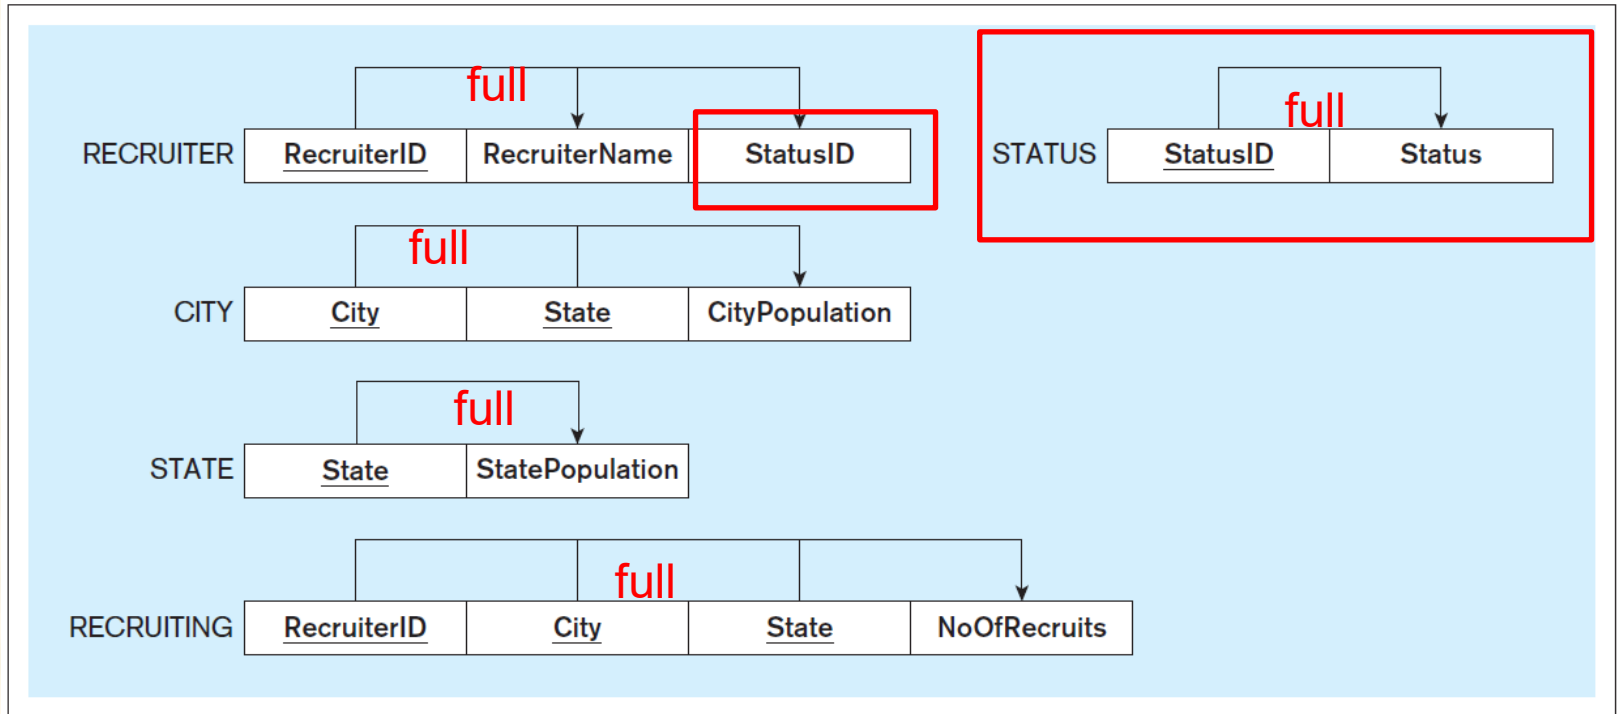 full
full
RECRUITER RecruiterID RecruiterName StatusID STATUS StatusID Status
full
CITY City State CityPopulation
full
STATE State StatePopulation
full
RECRUITING RecruiterID City State NoOfRecruits